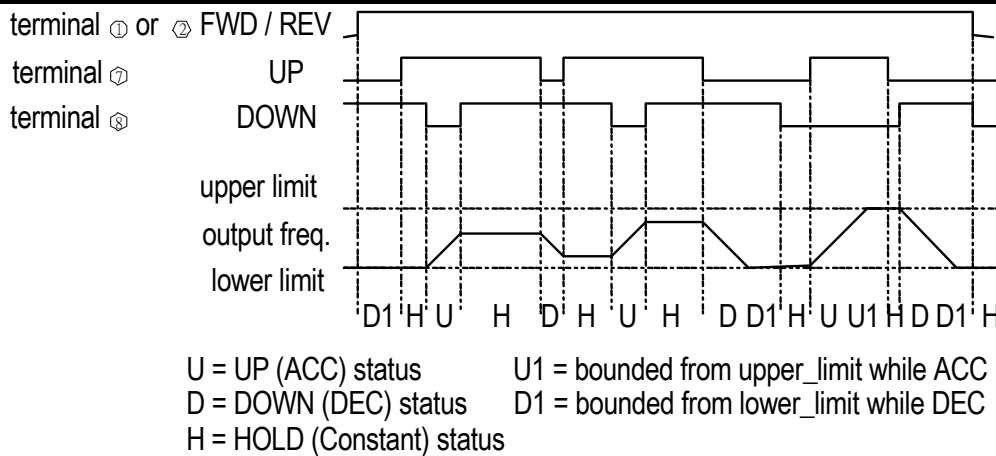 terminal ① or ② FWD / REV
terminal ⑦ UP
terminal ⑧ DOWN
upper limit
output freq.
lower limit
D1 H U H D H U H D D1 H U U1 H D D1 H
U = UP (ACC) status U1 = bounded from upper_limit while ACC
D = DOWN (DEC) status D1 = bounded from lower_limit while DEC
H = HOLD (Constant) status